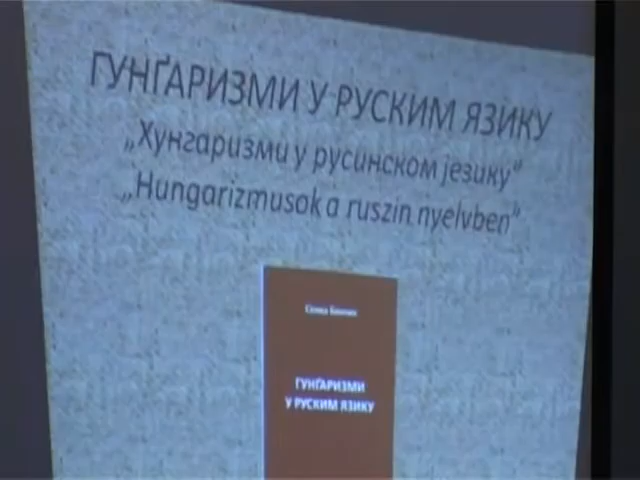 ГУНҐАРИЗМИ У РУСКИМ ЯЗИКУ
„Хунгаризми у русинском језику”
„Hungarizmusok a ruszin nyelvben”
ГУНҐАРИЗМИ
У РУСКИМ ЯЗИКУ